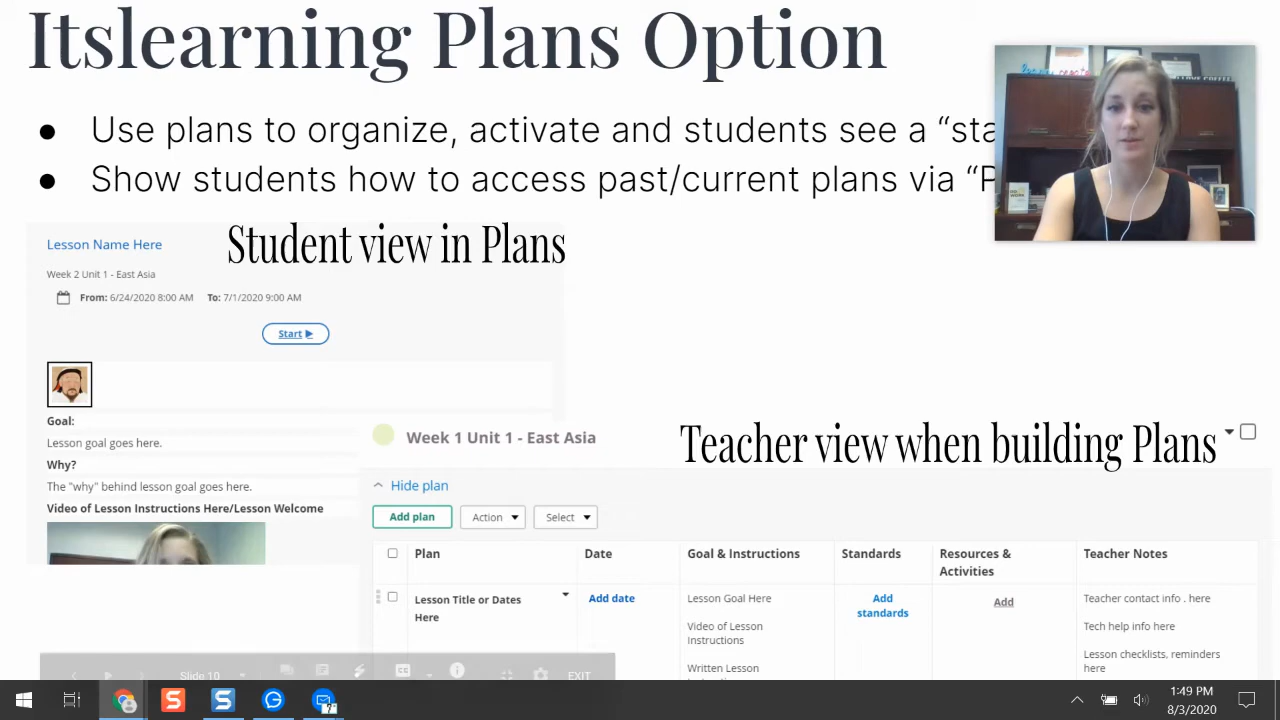 Itslearning Plans Option
● Use plans to organize, activate and students see a “sta
● Show students how to access past/current plans via “P
Student view in Plans
Lesson Name Here
Week 2 Unit 1 - East Asia
From: 6/24/2020 8:00 AM To: 7/1/2020 9:00 AM
Start
Goal:
Lesson goal goes here.
Why?
The "why" behind lesson goal goes here.
Video of Lesson Instructions Here/Lesson Welcome
Week 1 Unit 1 - East Asia
Teacher view when building Plans
Hide plan
Add plan Action Select
Plan Date Goal & Instructions Standards Resources & Activities Teacher Notes
Lesson Title or Dates Here
Add date
Lesson Goal Here
Video of Lesson
Instructions
Written Lesson
Add
standards
Add
Teacher contact info . here
Tech help info here
Lesson checklists, reminders
here
Slide 10 CC EXIT
1:49 PM
8/3/2020